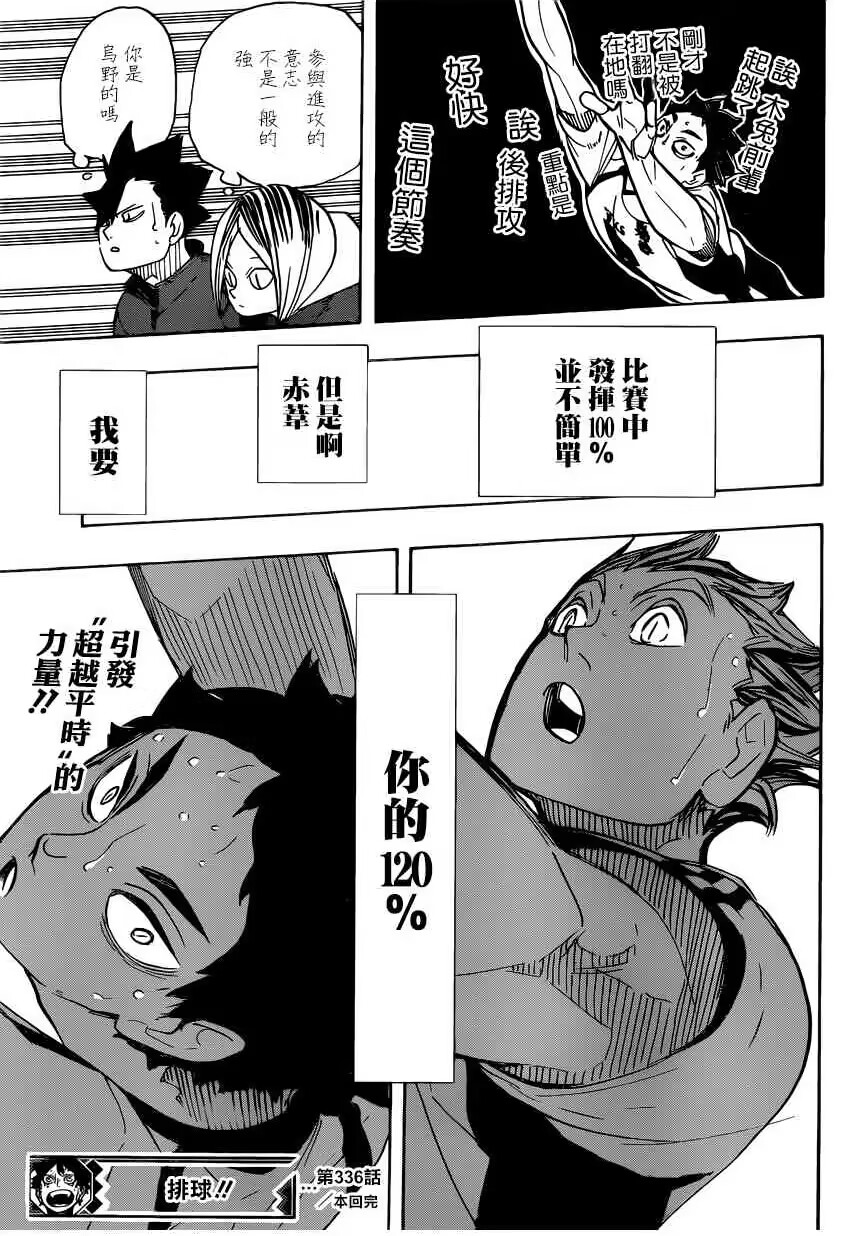 誒
木兔前輩
起跳了
剛才
不是被
打翻
在地嗎
重點是
誒
後排攻
好快
這個節奏
參與進攻的
意志
不是一般的
強
你是
烏野的嗎
比賽中
發揮100%
並不簡單
但是啊
赤葦
我要
你的120%
引發
“超越平時”的
力量!!
排球!!
…第336話
/本回完